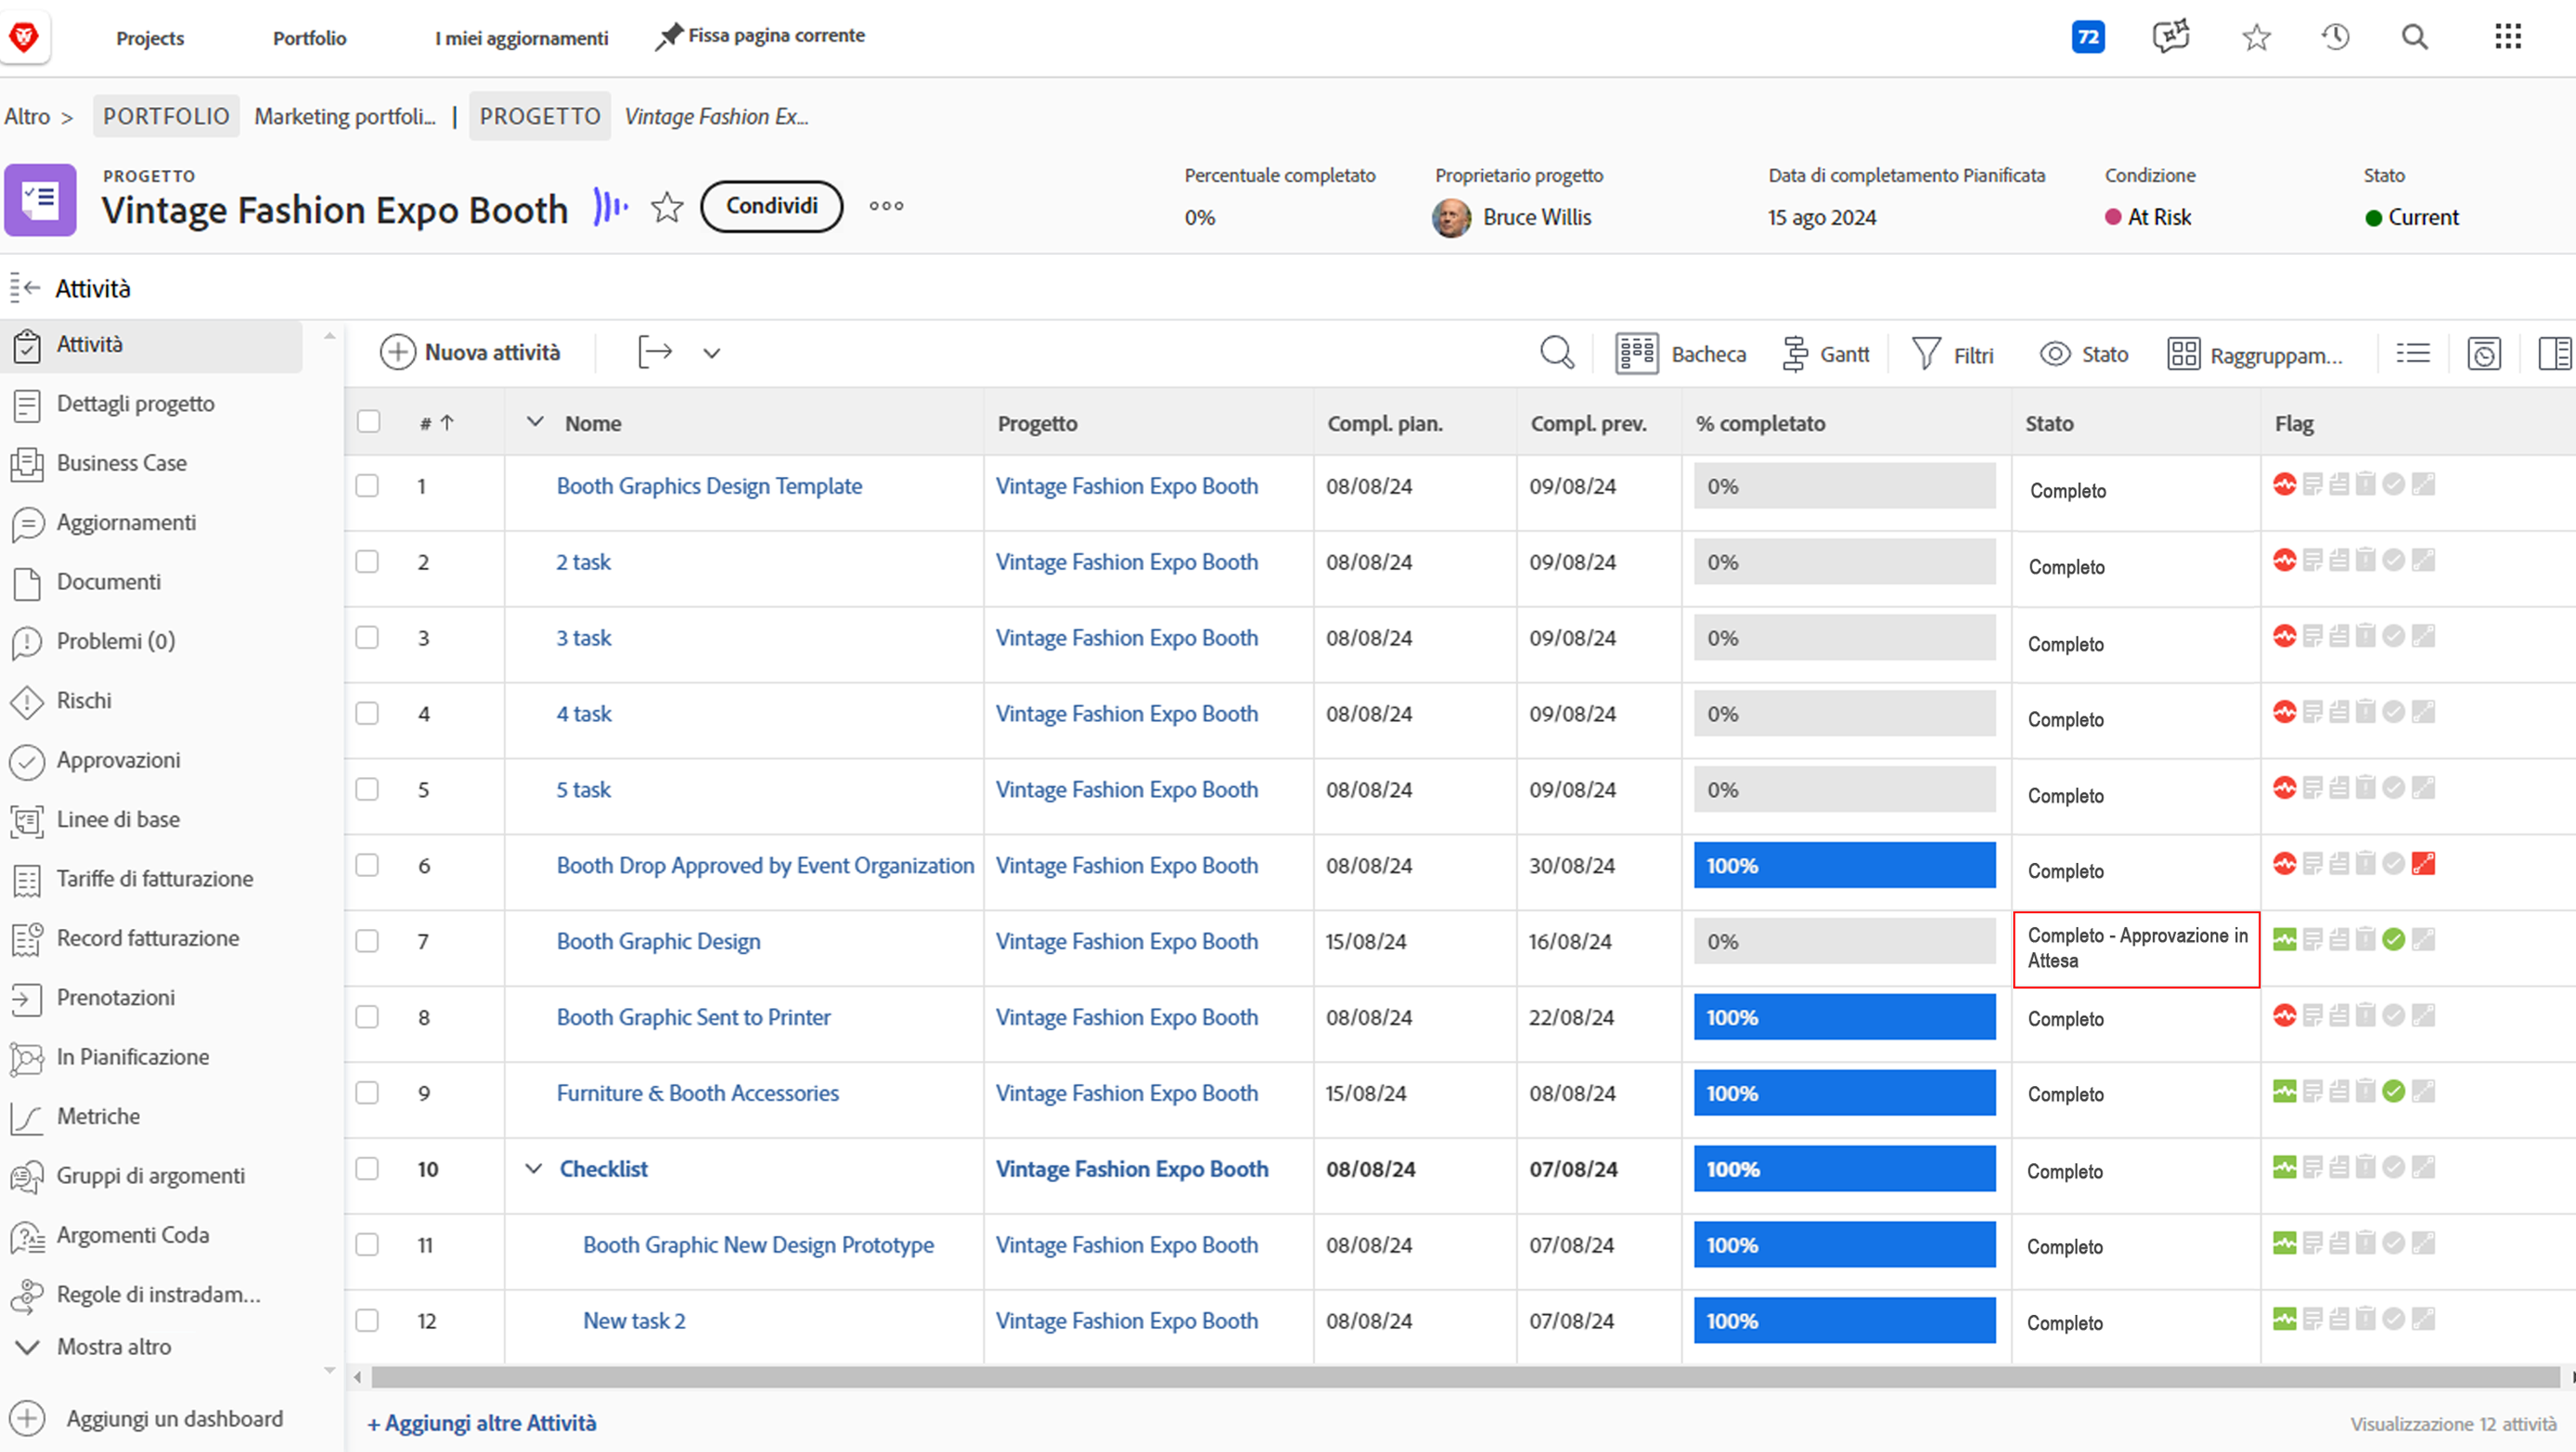 Projects
Portfolio
I miei aggiornamenti
Fissa pagina corrente
72
Altro >
PORTFOLIO
Marketing portfoli...
|
PROGETTO
Vintage Fashion Ex...
PROGETTO
Vintage Fashion Expo Booth
Condividi
Percentuale completato
0%
Proprietario progetto
Bruce Willis
Data di completamento Pianificata
15 ago 2024
Condizione
At Risk
Stato
Current
Attività
Attività
Dettagli progetto
Business Case
Aggiornamenti
Documenti
Problemi (0)
Rischi
Approvazioni
Linee di base
Tariffe di fatturazione
Record fatturazione
Prenotazioni
In Pianificazione
Metriche
Gruppi di argomenti
Argomenti Coda
Regole di instradam...
Mostra altro
Aggiungi un dashboard
Nuova attività
Bacheca
Gantt
Filtri
Stato
Raggruppam...
# ↑ Nome Progetto Compl. pian. Compl. prev. % completato Stato Flag
1 Booth Graphics Design Template Vintage Fashion Expo Booth 08/08/24 09/08/24 0% Completo
2 2 task Vintage Fashion Expo Booth 08/08/24 09/08/24 0% Completo
3 3 task Vintage Fashion Expo Booth 08/08/24 09/08/24 0% Completo
4 4 task Vintage Fashion Expo Booth 08/08/24 09/08/24 0% Completo
5 5 task Vintage Fashion Expo Booth 08/08/24 09/08/24 0% Completo
6 Booth Drop Approved by Event Organization Vintage Fashion Expo Booth 08/08/24 30/08/24 100% Completo
7 Booth Graphic Design Vintage Fashion Expo Booth 15/08/24 16/08/24 0% Completo - Approvazione in
Attesa
8 Booth Graphic Sent to Printer Vintage Fashion Expo Booth 08/08/24 22/08/24 100% Completo
9 Furniture & Booth Accessories Vintage Fashion Expo Booth 15/08/24 08/08/24 100% Completo
10 Checklist Vintage Fashion Expo Booth 08/08/24 07/08/24 100% Completo
11 Booth Graphic New Design Prototype Vintage Fashion Expo Booth 08/08/24 07/08/24 100% Completo
12 New task 2 Vintage Fashion Expo Booth 08/08/24 07/08/24 100% Completo
+ Aggiungi altre Attività
Visualizzazione 12 attività